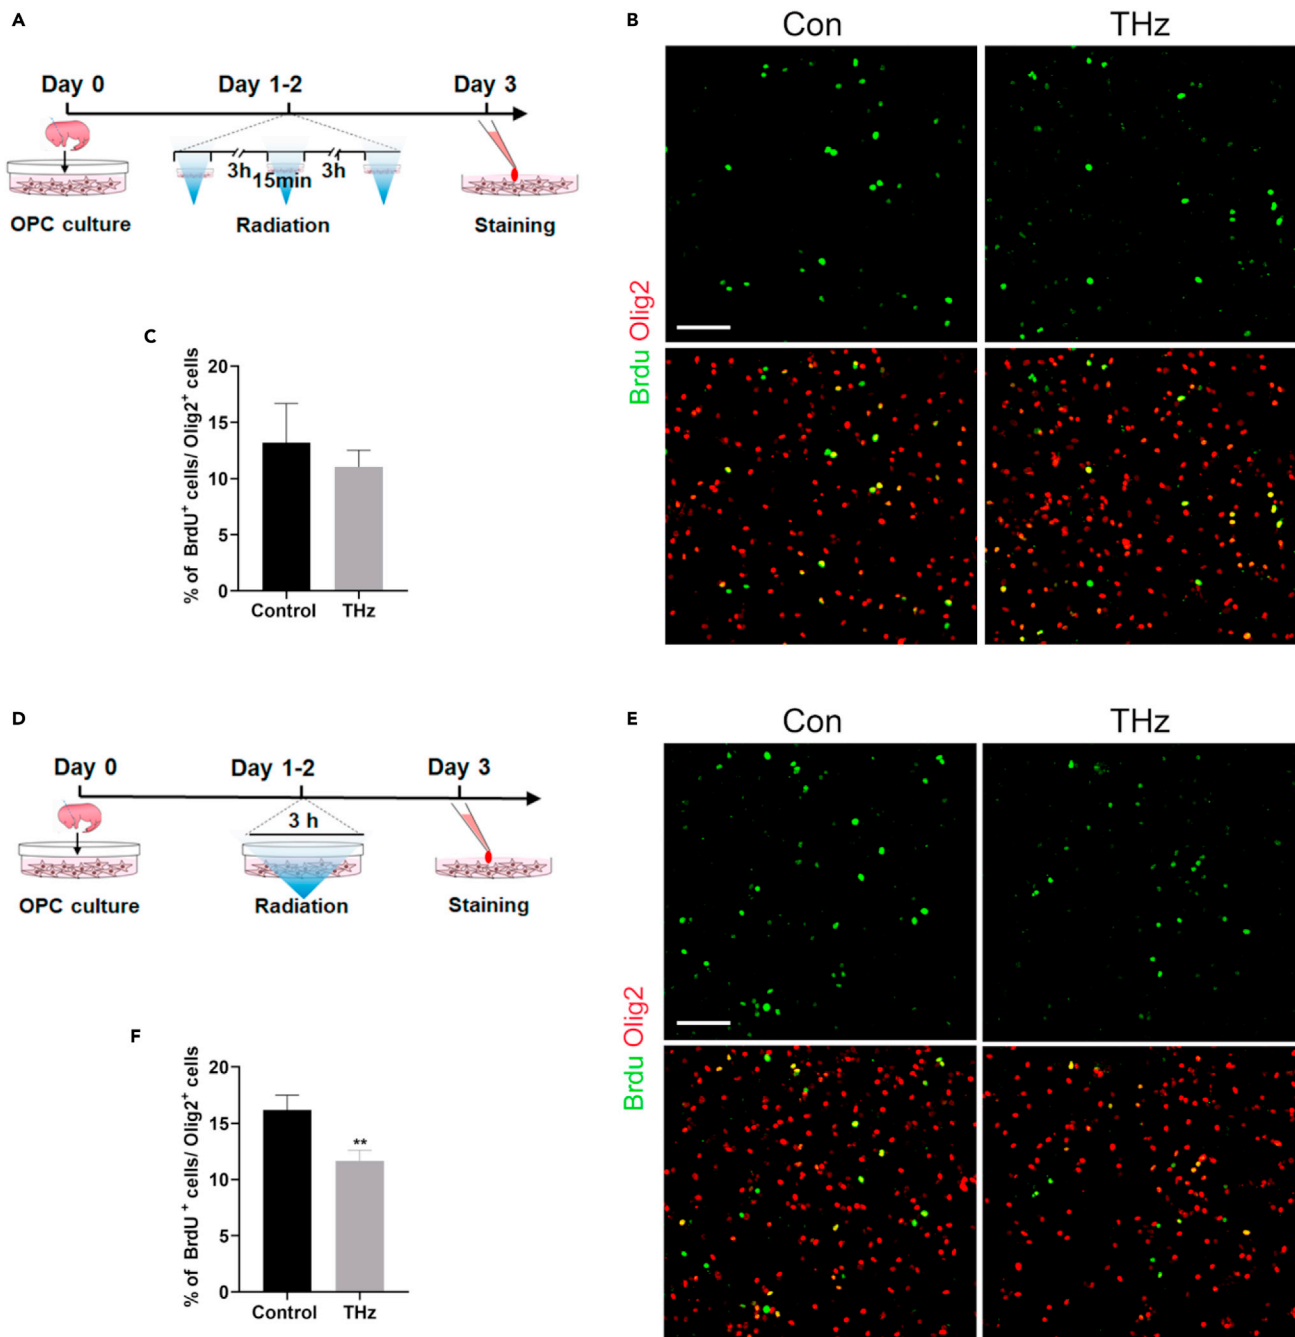 A
Day 0 Day 1-2 Day 3
3h 15min 3h
OPC culture Radiation Staining
B
Con THz
Brdu Olig2
C
% of BrdU⁺ cells/ Olig2⁺ cells
20
15
10
5
0
Control THz
D
Day 0 Day 1-2 Day 3
3 h
OPC culture Radiation Staining
E
Con THz
Brdu Olig2
F
% of BrdU ⁺ cells/ Olig2⁺ cells
20
15
10
5
0
**
Control THz